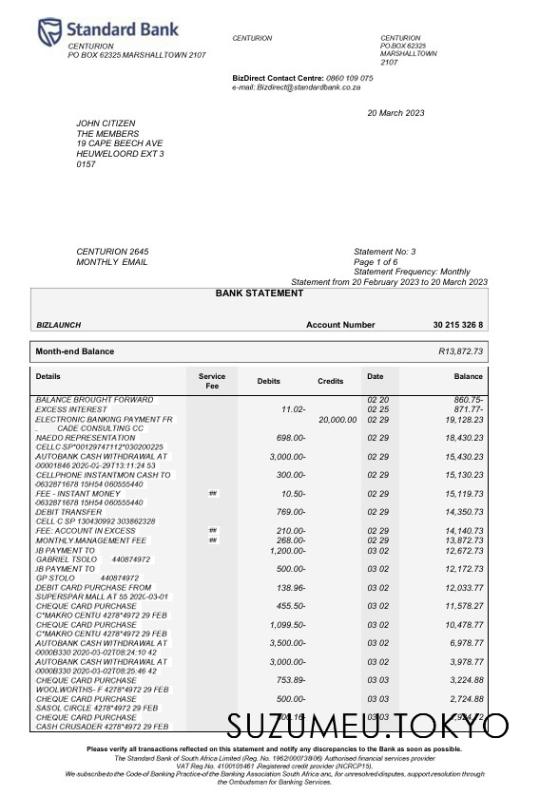 Standard Bank
CENTURION
PO BOX 62325 MARSHALLTOWN 2107
CENTURION
CENTURION
PO BOX 62325
MARSHALLTOWN
2107
BizDirect Contact Centre: 0860 109 075
e-mail: Bizdirect@standardbank.co.za
20 March 2023
JOHN CITIZEN
THE MEMBERS
19 CAPE BEECH AVE
HEUWELOORD EXT 3
0157
CENTURION 2645
MONTHLY EMAIL
Statement No: 3
Page 1 of 6
Statement Frequency: Monthly
Statement from 20 February 2023 to 20 March 2023
BANK STATEMENT
BIZLAUNCH Account Number 30 215 326 8
Month-end Balance R13,872.73
Details Service Fee Debits Credits Date Balance
BALANCE BROUGHT FORWARD 02 20 860.75-
EXCESS INTEREST 11.02- 02 25 871.77-
ELECTRONIC BANKING PAYMENT FR 20,000.00 02 29 19,128.23
. CADE CONSULTING CC
NAEDO REPRESENTATION 698.00- 02 29 18,430.23
CELLC SP*00129747112*030200225
AUTOBANK CASH WITHDRAWAL AT 3,000.00- 02 29 15,430.23
00001846 2020-02-29T13:11:24 53
CELLPHONE INSTANTMON CASH TO 300.00- 02 29 15,130.23
0632871678 15H54 060555440
FEE - INSTANT MONEY ## 10.50- 02 29 15,119.73
0632871678 15H54 060555440
DEBIT TRANSFER 769.00- 02 29 14,350.73
CELL C SP 130430992 303862328
FEE: ACCOUNT IN EXCESS ## 210.00- 02 29 14,140.73
MONTHLY MANAGEMENT FEE ## 268.00- 02 29 13,872.73
IB PAYMENT TO 1,200.00- 03 02 12,672.73
GABRIEL TSOLO 440874972
IB PAYMENT TO 500.00- 03 02 12,172.73
GP STOLO 440874972
DEBIT CARD PURCHASE FROM 138.96- 03 02 12,033.77
SUPERSPAR MALL AT 55 2020-03-01
CHEQUE CARD PURCHASE 455.50- 03 02 11,578.27
C*MAKRO CENTU 4278*4972 29 FEB
CHEQUE CARD PURCHASE 1,099.50- 03 02 10,478.77
C*MAKRO CENTU 4278*4972 29 FEB
AUTOBANK CASH WITHDRAWAL AT 3,500.00- 03 02 6,978.77
0000B330 2020-03-02T08:24:10 42
AUTOBANK CASH WITHDRAWAL AT 3,000.00- 03 02 3,978.77
0000B330 2020-03-02T08:25:46 42
CHEQUE CARD PURCHASE 753.89- 03 03 3,224.88
WOOLWORTHS- F 4278*4972 29 FEB
CHEQUE CARD PURCHASE 500.00- 03 03 2,724.88
SASOL CIRCLE 4278*4972 29 FEB
CHEQUE CARD PURCHASE 03 03
CASH CRUSADER 4278*4972 29 FEB
SUZUMEU.TOKYO
Please verify all transactions reflected on this statement and notify any discrepancies to the Bank as soon as possible.
The Standard Bank of South Africa Limited (Reg. No. 1962/000738/06) Authorised financial services provider
VAT Reg.No. 4100105461 Registered credit provider (NCRCP15).
We subscribe to the Code of Banking Practice of the Banking Association South Africa and, for unresolved disputes, support resolution through the
Ombudsman for Banking Services.